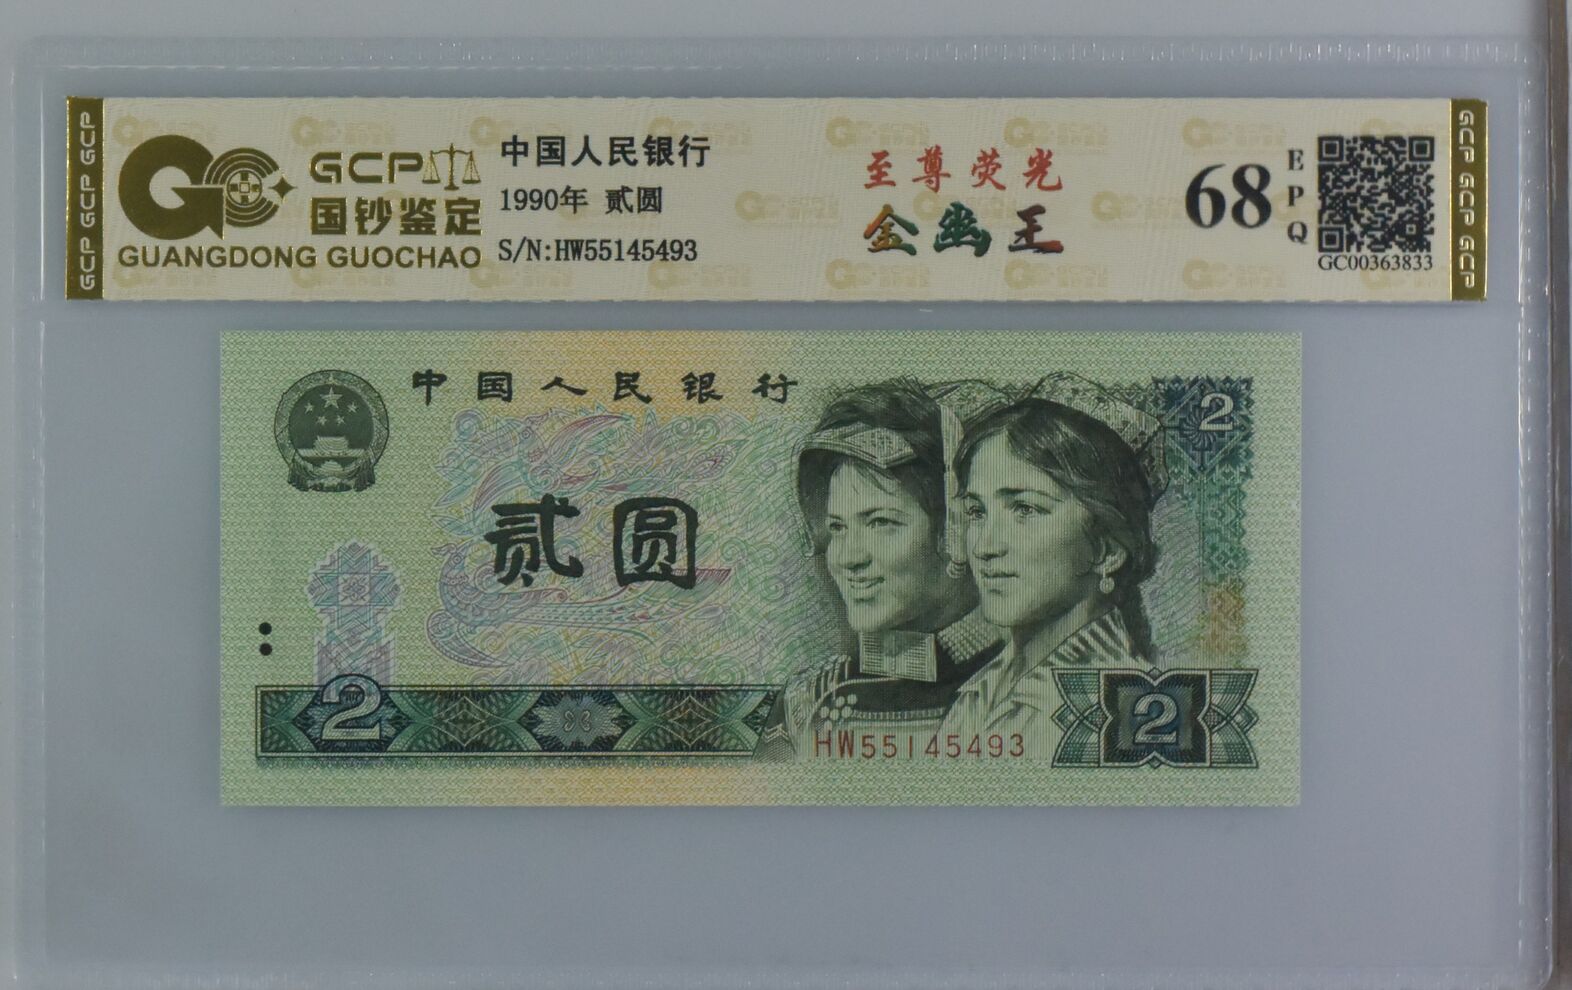 GCP GCP GCP
GCP
国钞鉴定
GUANGDONG GUOCHAO
中国人民银行
1990年 贰圆
S/N:HW55145493
至尊荧光
金幽王
68
EPQ
GC00363833
GCP GCP GCP
中国人民银行
2
贰圆
2
2
HW55145493